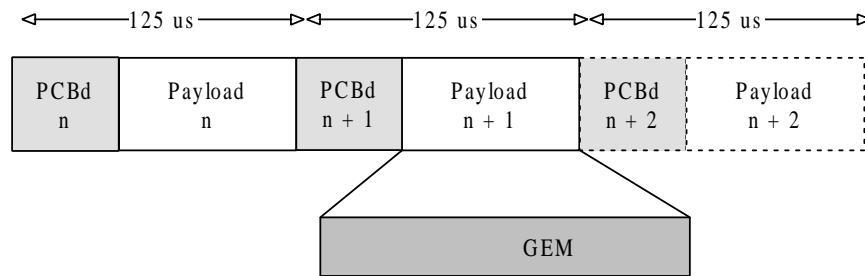 125 us 125 us 125 us
PCBd Payload PCBd Payload PCBd Payload
n n n + 1 n + 1 n + 2 n + 2
GEM